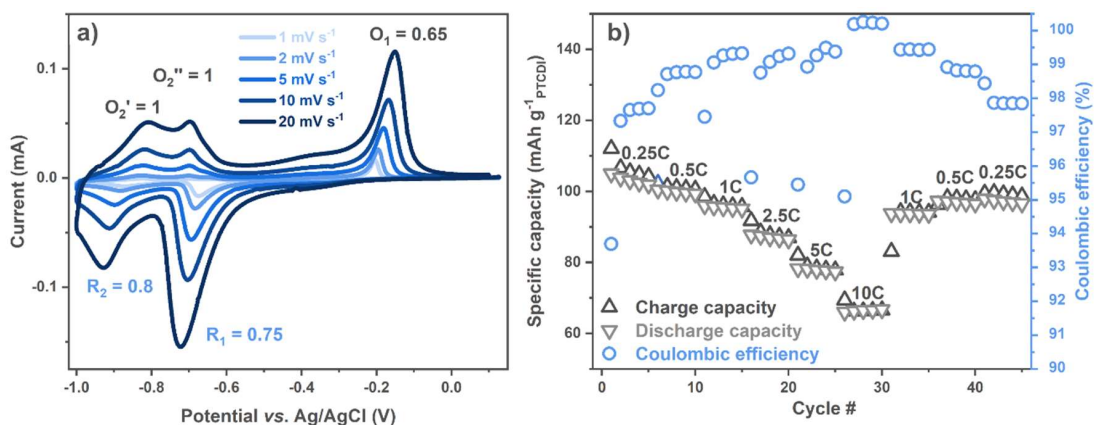 a)
1 mV s⁻¹
2 mV s⁻¹
5 mV s⁻¹
10 mV s⁻¹
20 mV s⁻¹
O₁ = 0.65
O₂'' = 1
O₂' = 1
R₂ = 0.8
R₁ = 0.75
0.1
0.0
-0.1
Current (mA)
-1.0 -0.8 -0.6 -0.4 -0.2 0.0
Potential vs. Ag/AgCl (V)
b)
150
140
120
100
80
60
Specific capacity (mAh g⁻¹PTCDI)
0.25C
0.5C
1C
2.5C
5C
10C
1C
0.5C
0.25C
Charge capacity
Discharge capacity
Coulombic efficiency
0 10 20 30 40
Cycle #
100
99
98
97
96
95
94
93
92
91
90
Coulombic efficiency (%)